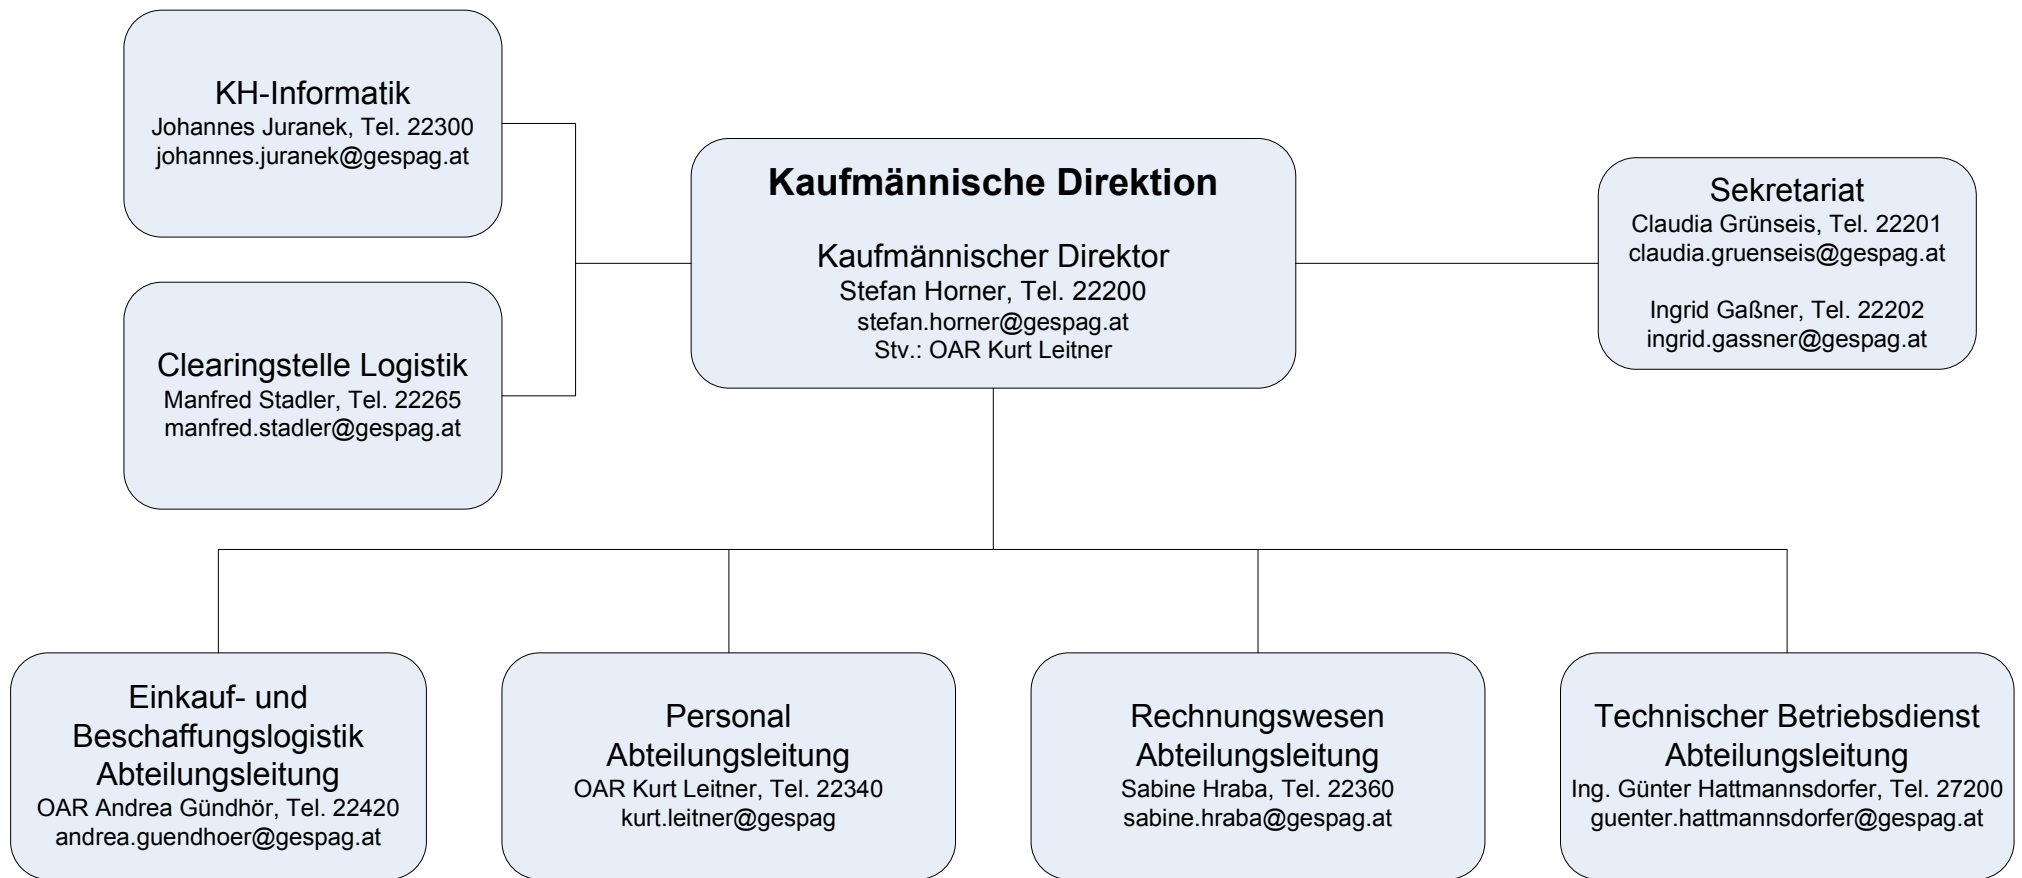 KH-Informatik
Johannes Juranek, Tel. 22300
johannes.juranek@gespag.at
Clearingstelle Logistik
Manfred Stadler, Tel. 22265
manfred.stadler@gespag.at
Kaufmännische Direktion
Kaufmännischer Direktor
Stefan Horner, Tel. 22200
stefan.horner@gespag.at
Stv.: OAR Kurt Leitner
Sekretariat
Claudia Grünseis, Tel. 22201
claudia.gruenseis@gespag.at
Ingrid Gaßner, Tel. 22202
ingrid.gassner@gespag.at
Einkauf- und
Beschaffungslogistik
Abteilungsleitung
OAR Andrea Gündhör, Tel. 22420
andrea.guendhoer@gespag.at
Personal
Abteilungsleitung
OAR Kurt Leitner, Tel. 22340
kurt.leitner@gespag
Rechnungswesen
Abteilungsleitung
Sabine Hraba, Tel. 22360
sabine.hraba@gespag.at
Technischer Betriebsdienst
Abteilungsleitung
Ing. Günter Hattmannsdorfer, Tel. 27200
guenter.hattmannsdorfer@gespag.at